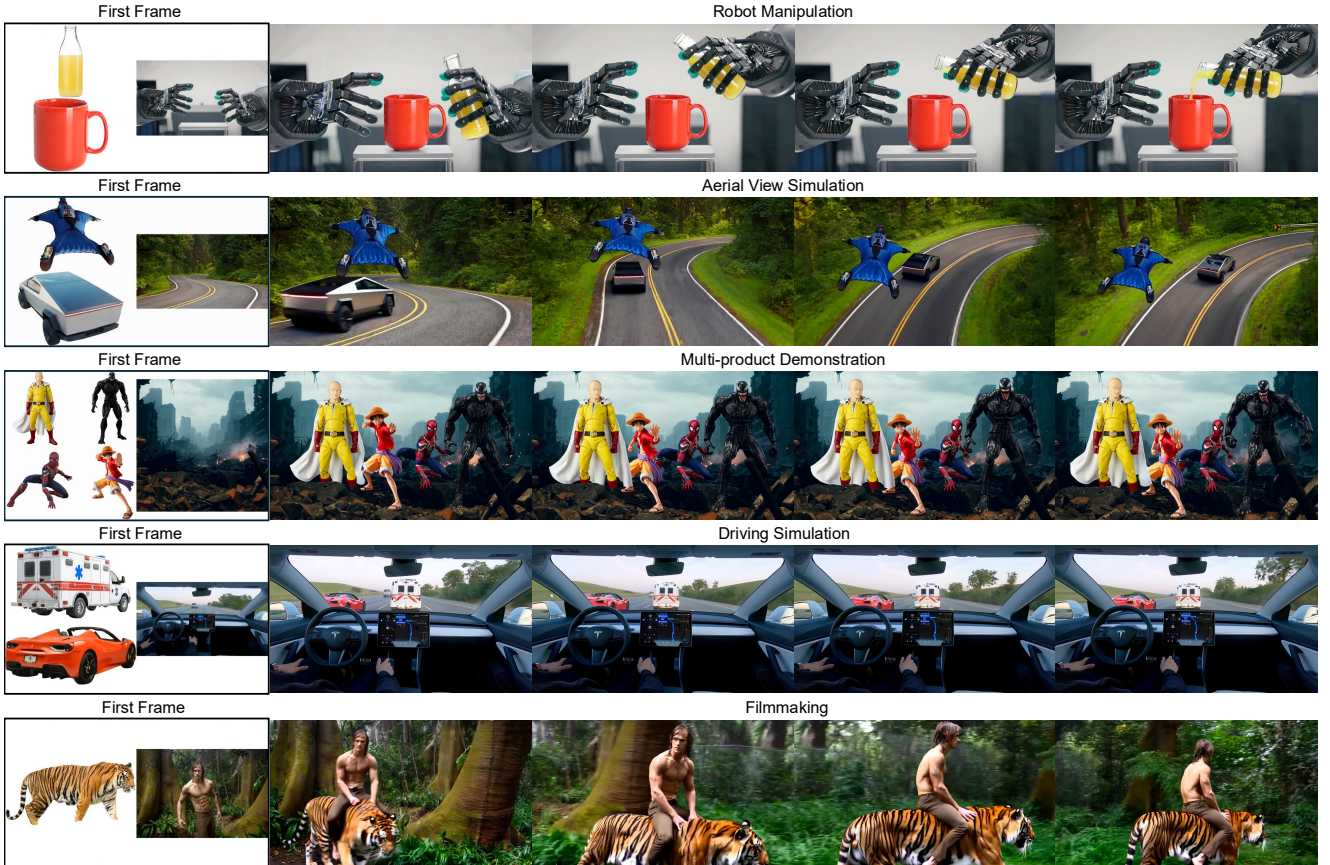 First Frame
Robot Manipulation
First Frame
Aerial View Simulation
First Frame
Multi-product Demonstration
First Frame
Driving Simulation
First Frame
Filmmaking